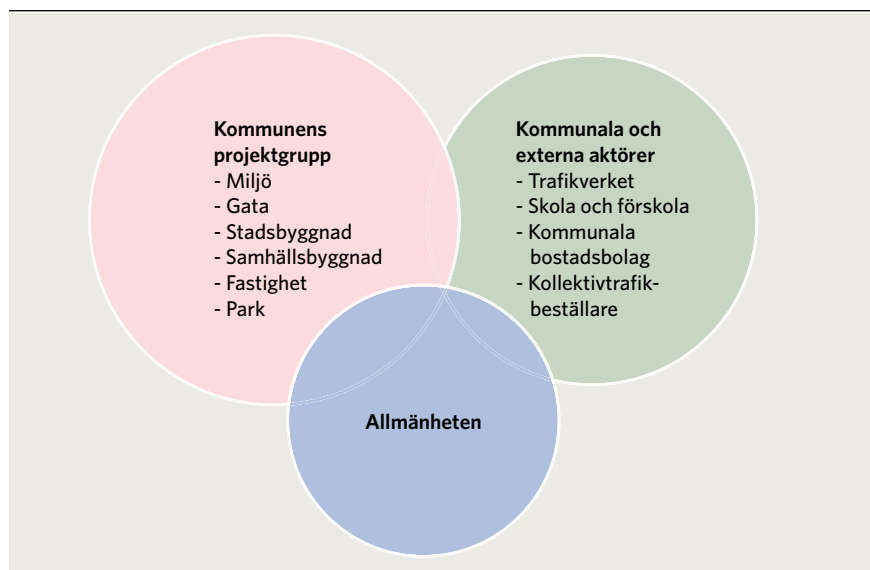 Kommunens
projektgrupp
- Miljö
- Gata
- Stadsbyggnad
- Samhällsbyggnad
- Fastighet
- Park
Kommunala och
externa aktörer
- Trafikverket
- Skola och förskola
- Kommunala
bostadsbolag
- Kollektivtrafik-
beställare
Allmänheten